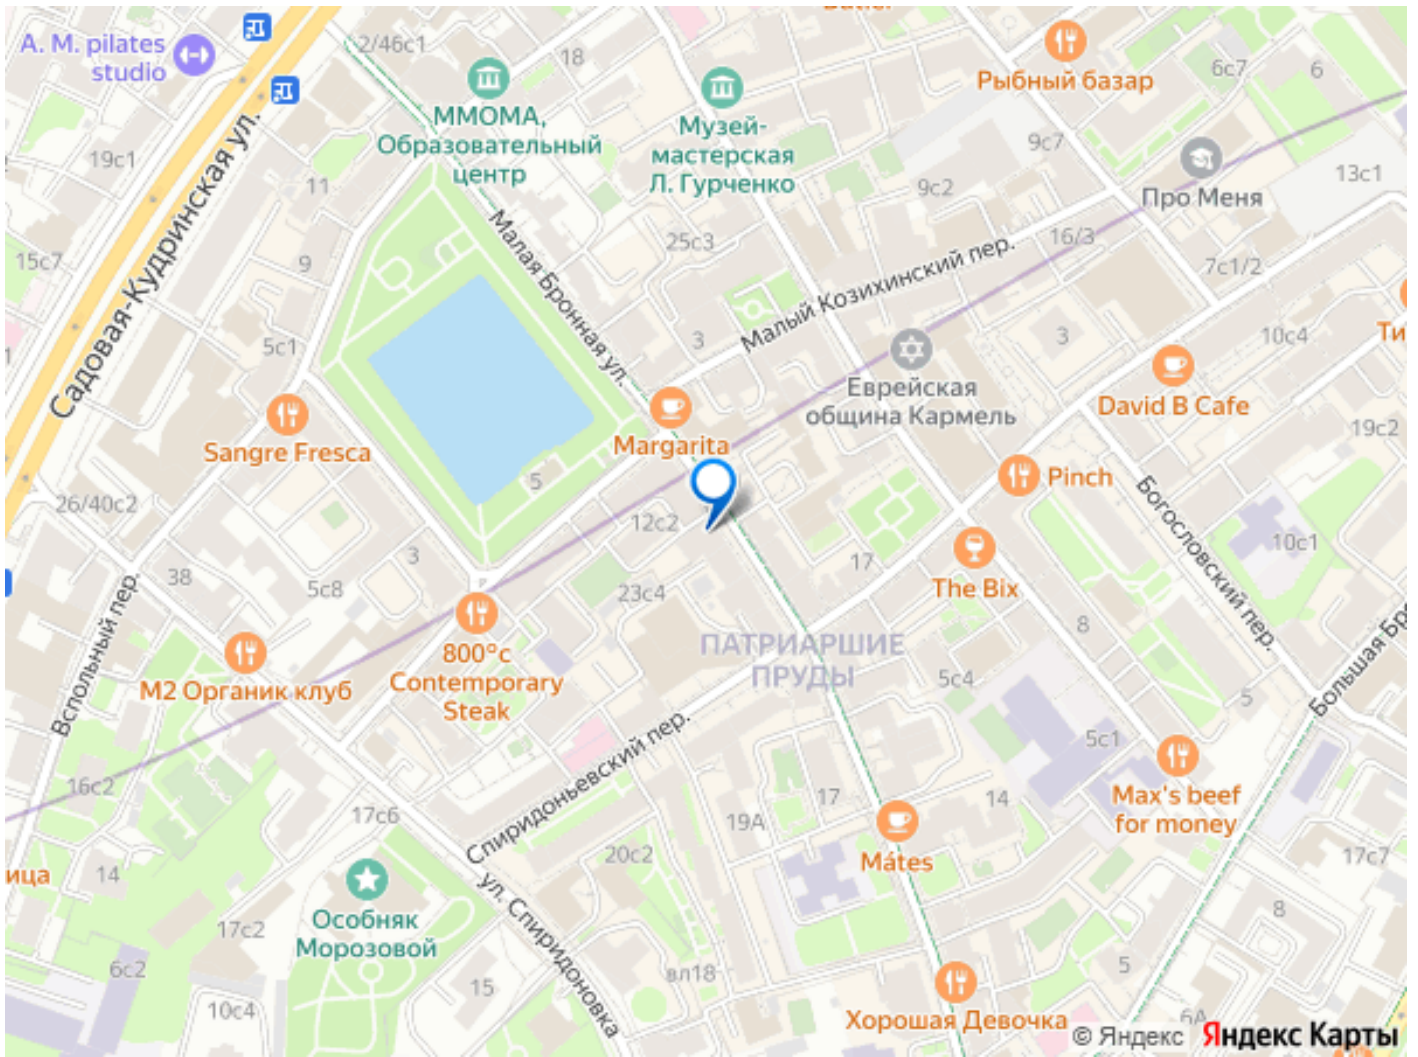 A. M. pilates
studio
2/46с1
18
ММОМА,
Образовательный
центр
Музей-
мастерская
Л. Гурченко
Рыбный базар
6с7
6
9с7
9с2
Про Меня
13с1
19с1
11
Садовая-Кудринская ул.
15с7
9
Малая Бронная ул.
25с3
16/3
7с1/2
Малый Козихинский пер.
5с1
3
3
10с4
Еврейская
община Кармель
David B Cafe
19с2
Sangre Fresca
Margarita
Pinch
26/40с2
5
12с2
Богословский пер.
10с1
3
38
5с8
23с4
17
The Bix
Вспольный пер.
8
800°с
Contemporary
Steak
М2 Органик клуб
ПАТРИАРШИЕ
ПРУДЫ
5с4
5
5с1
Спиридоньевский пер.
16с2
17с6
17
14
19А
Max's beef
for money
Mátes
20с2
17с7
ица
14
Особняк
Морозовой
17с2
ул. Спиридоновка
8
6с2
15
вл18
5
10с4
Хорошая Девочка
6А
© Яндекс Яндекс Карты